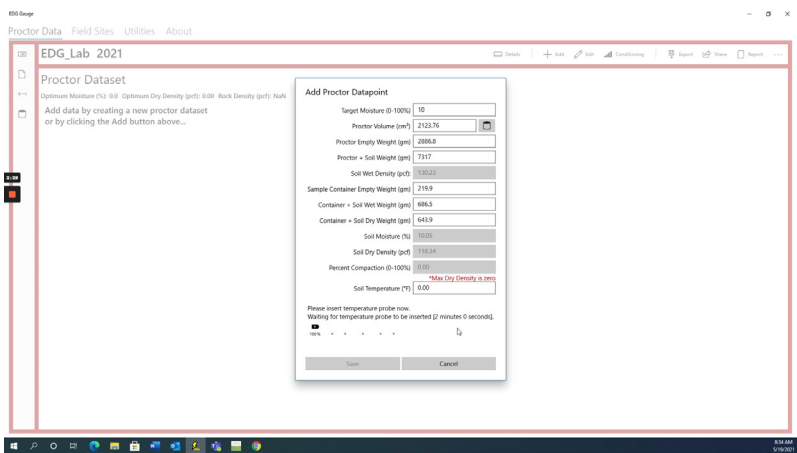 EDG Gauge
Proctor Data Field Sites Utilities About
EDG_Lab 2021
Details Add Edit Conditioning Export Share Report
Proctor Dataset
Optimum Moisture (%): 0.0 Optimum Dry Density (pcf): 0.00 Rock Density (pcf): NaN
Add data by creating a new proctor dataset
or by clicking the Add button above...
Add Proctor Datapoint
Target Moisture (0-100%) 10
Proctor Volume (cm³) 2123.76
Proctor Empty Weight (gm) 2886.8
Proctor + Soil Weight (gm) 7317
Soil Wet Density (pcf): 130.23
Sample Container Empty Weight (gm) 219.9
Container + Soil Wet Weight (gm) 686.5
Container + Soil Dry Weight (gm) 643.9
Soil Moisture (%) 10.05
Soil Dry Density (pcf) 118.34
Percent Compaction (0-100%) 0.00
*Max Dry Density is zero
Soil Temperature (°F) 0.00
Please insert temperature probe now.
Waiting for temperature probe to be inserted [2 minutes 0 seconds].
100%
Save Cancel
8:34 AM
5/19/2021